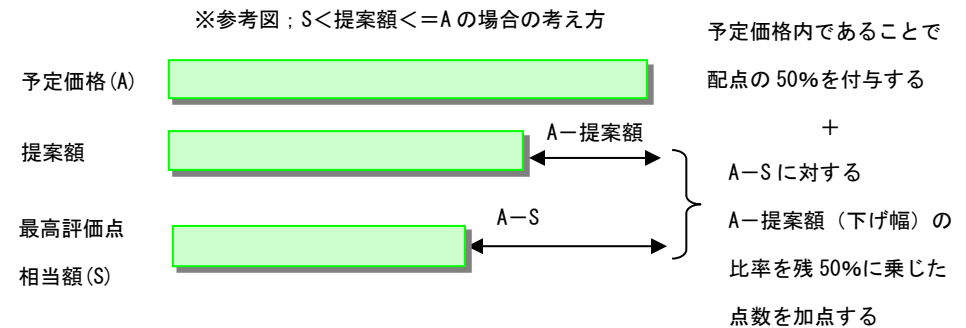 ※参考図；S＜提案額＜＝Aの場合の考え方
予定価格(A)
提案額
A－提案額
最高評価点
相当額(S)
A－S
予定価格内であることで
配点の50%を付与する
＋
A－Sに対する
A－提案額（下げ幅）の
比率を残50%に乗じた
点数を加点する